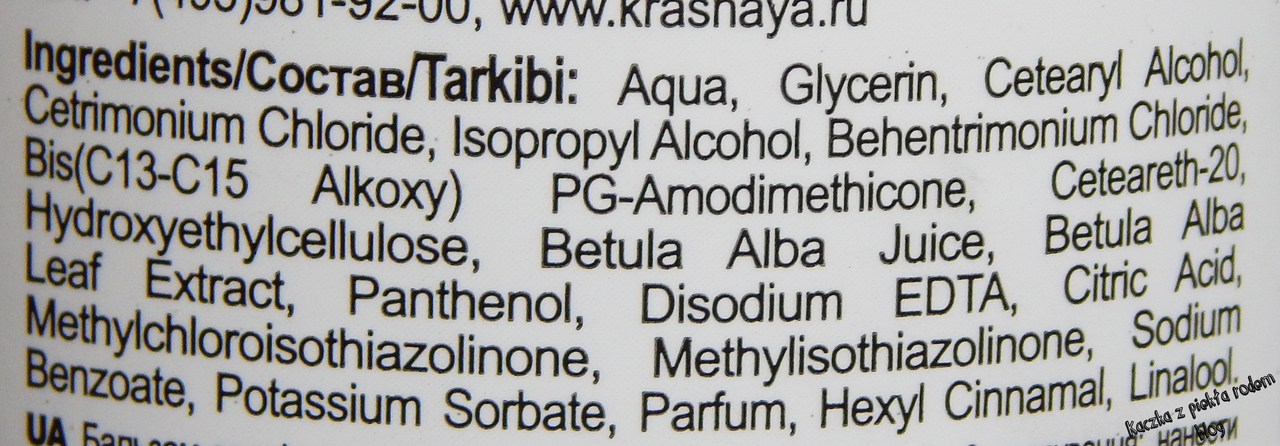 www.krasnaya.ru
Ingredients/Состав/Tarkibi: Aqua, Glycerin, Cetearyl Alcohol,
Cetrimonium Chloride, Isopropyl Alcohol, Behentrimonium Chloride,
Bis(C13-C15 Alkoxy) PG-Amodimethicone, Ceteareth-20,
Hydroxyethylcellulose, Betula Alba Juice, Betula Alba
Leaf Extract, Panthenol, Disodium EDTA, Citric Acid,
Methylchloroisothiazolinone, Methylisothiazolinone, Sodium
Benzoate, Potassium Sorbate, Parfum, Hexyl Cinnamal, Linalool.
Kaczka z piekła rodem
blog
UA